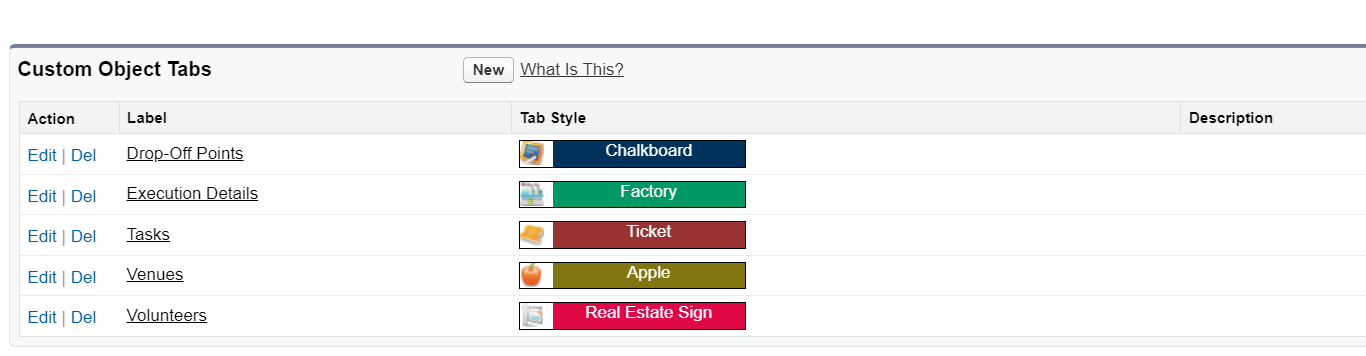 Custom Object Tabs New What Is This?
Action Label Tab Style Description
Edit | Del Drop-Off Points Chalkboard
Edit | Del Execution Details Factory
Edit | Del Tasks Ticket
Edit | Del Venues Apple
Edit | Del Volunteers Real Estate Sign